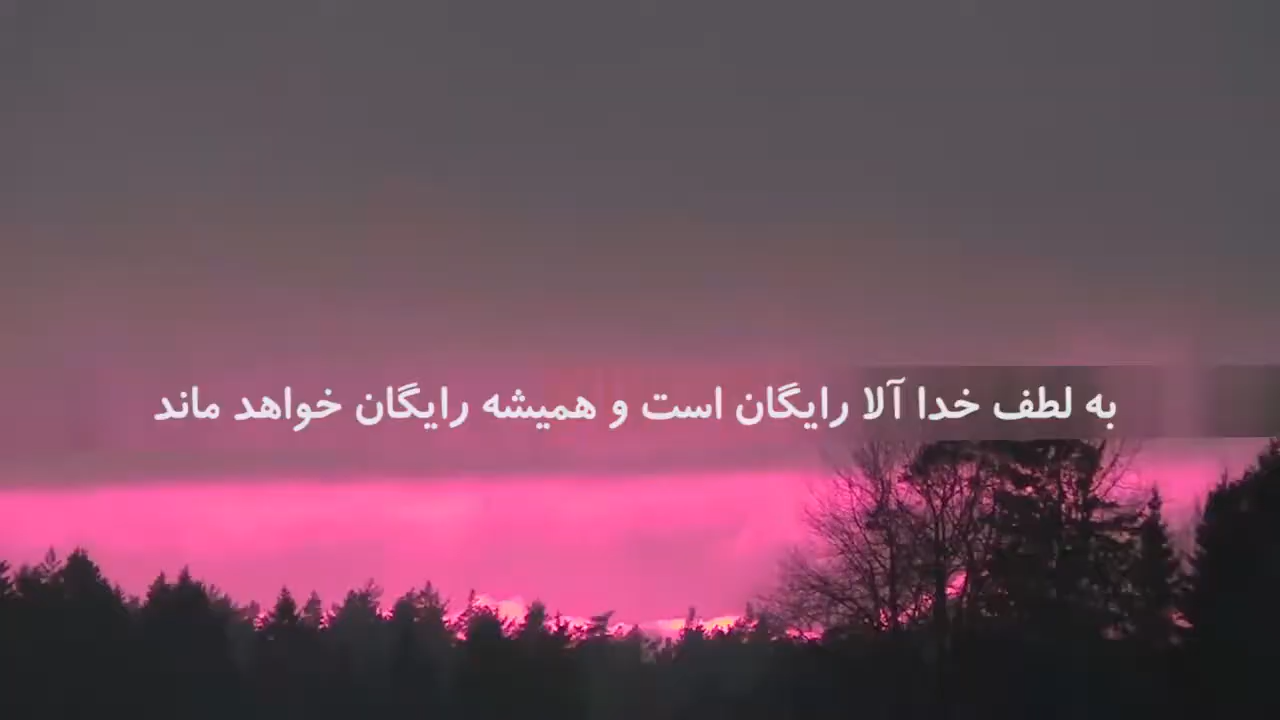 به لطف خدا آلا رایگان است و همیشه رایگان خواهد ماند